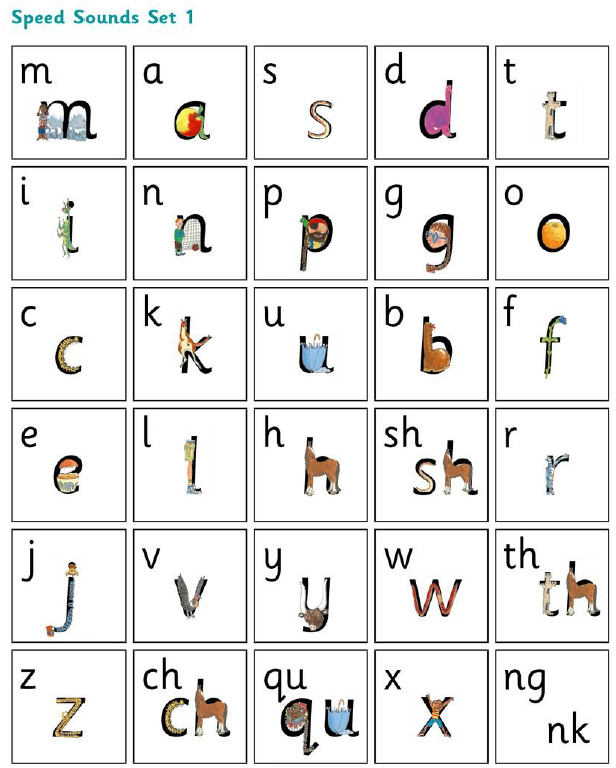 Speed Sounds Set 1
m a s d t
m a s d t
i n p g o
i n p g o
c k u b f
c k u b f
e l h sh r
e l h sh r
j v y w th
j v y w th
z ch qu x ng
z ch qu x nk